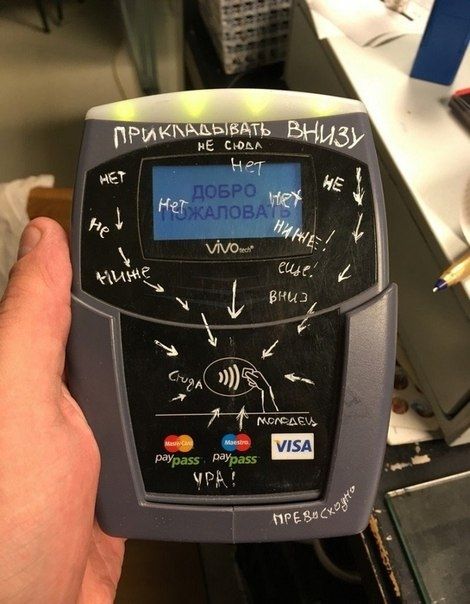 ПРИКЛАДЫВАТЬ ВНИЗУ
НЕ СЮДА
НЕТ
НЕТ
НЕ
НЕТ
ДОБРО
НЕТ
ПОЖАЛОВАТЬ
Не
НИЖЕ!
ViVOtech
НИЖЕ
ЕЩЕ!
ВНИЗ
СЮДА
МОЛОДЕЦ
MasterCard
Maestro
VISA
paypass
paypass
УРА!
ПРЕВОСХОДНО